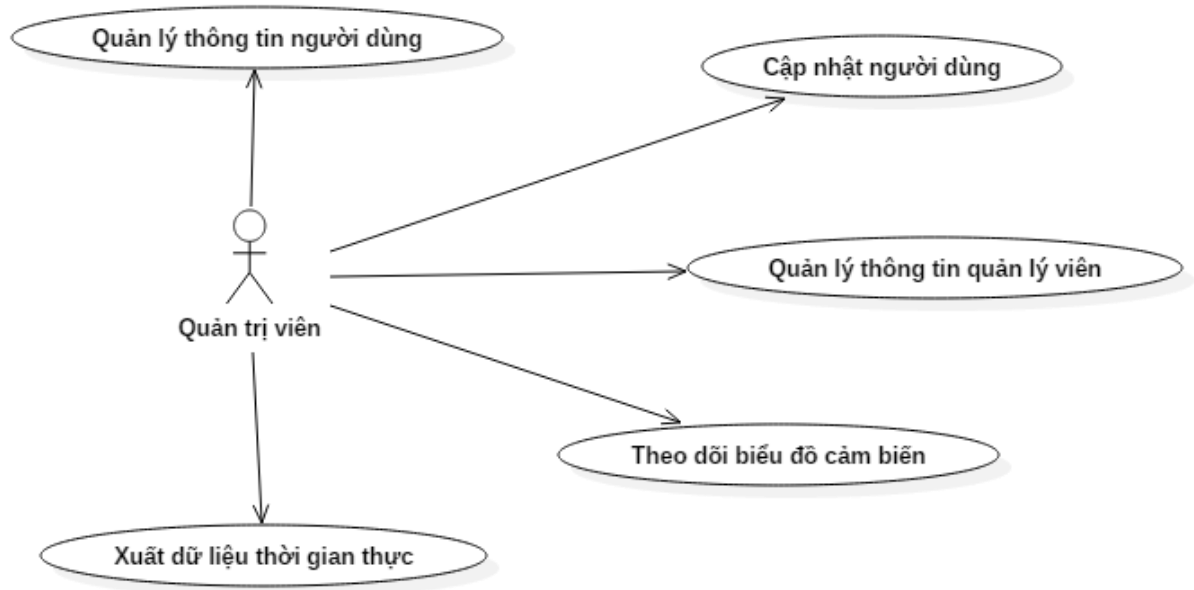 Quản lý thông tin người dùng
Cập nhật người dùng
Quản lý thông tin quản lý viên
Quản trị viên
Theo dõi biểu đồ cảm biến
Xuất dữ liệu thời gian thực